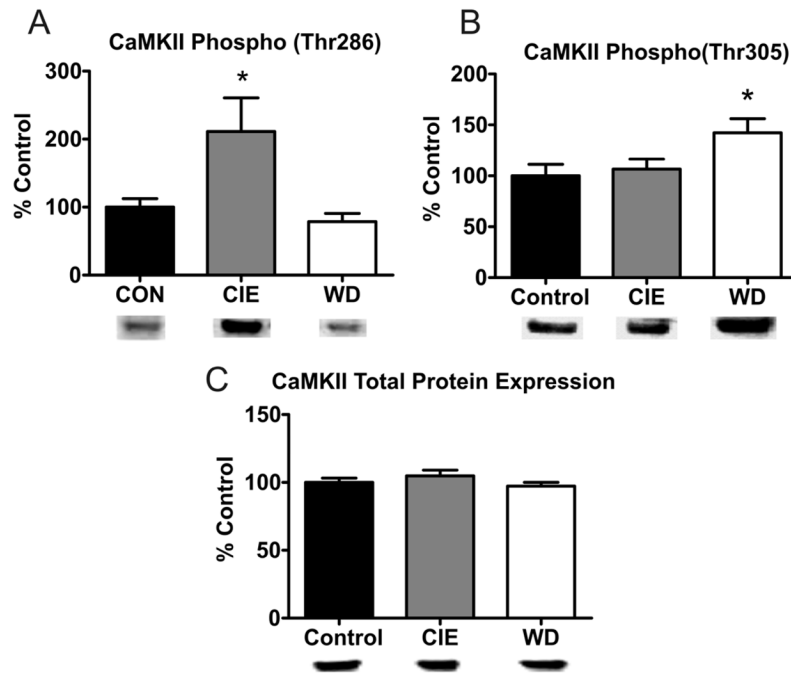 A
CaMKII Phospho (Thr286)
300
200
100
0
% Control
*
CON CIE WD
B
CaMKII Phospho(Thr305)
200
150
100
50
0
% Control
*
Control CIE WD
C CaMKII Total Protein Expression
150
100
50
0
% Control
Control CIE WD